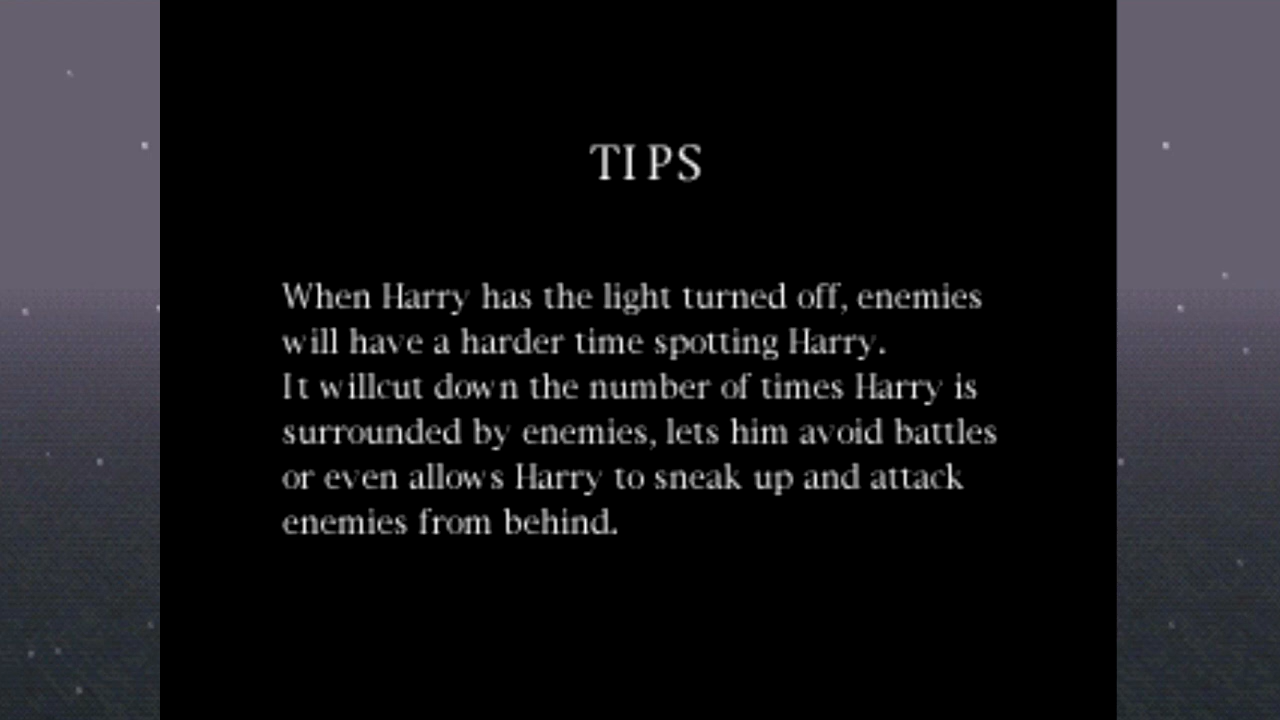 TIPS
When Harry has the light turned off, enemies
will have a harder time spotting Harry.
It willcut down the number of times Harry is
surrounded by enemies, lets him avoid battles
or even allows Harry to sneak up and attack
enemies from behind.